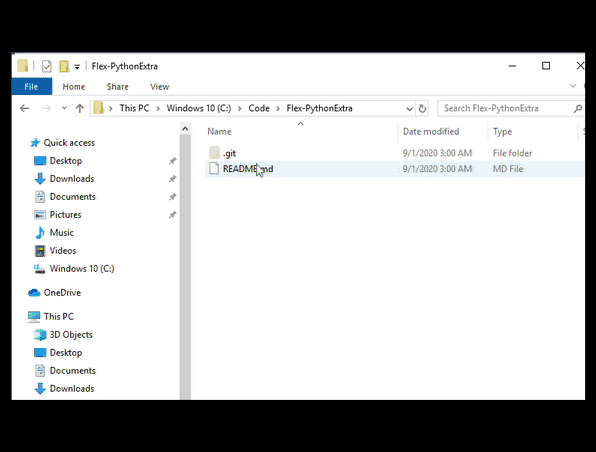 Flex-PythonExtra
File Home Share View
This PC Windows 10 (C:) Code Flex-PythonExtra Search Flex-PythonExtra
Name Date modified Type
Quick access
.git 9/1/2020 3:00 AM File folder
Desktop
README.md 9/1/2020 3:00 AM MD File
Downloads
Documents
Pictures
Music
Videos
Windows 10 (C:)
OneDrive
This PC
3D Objects
Desktop
Documents
Downloads